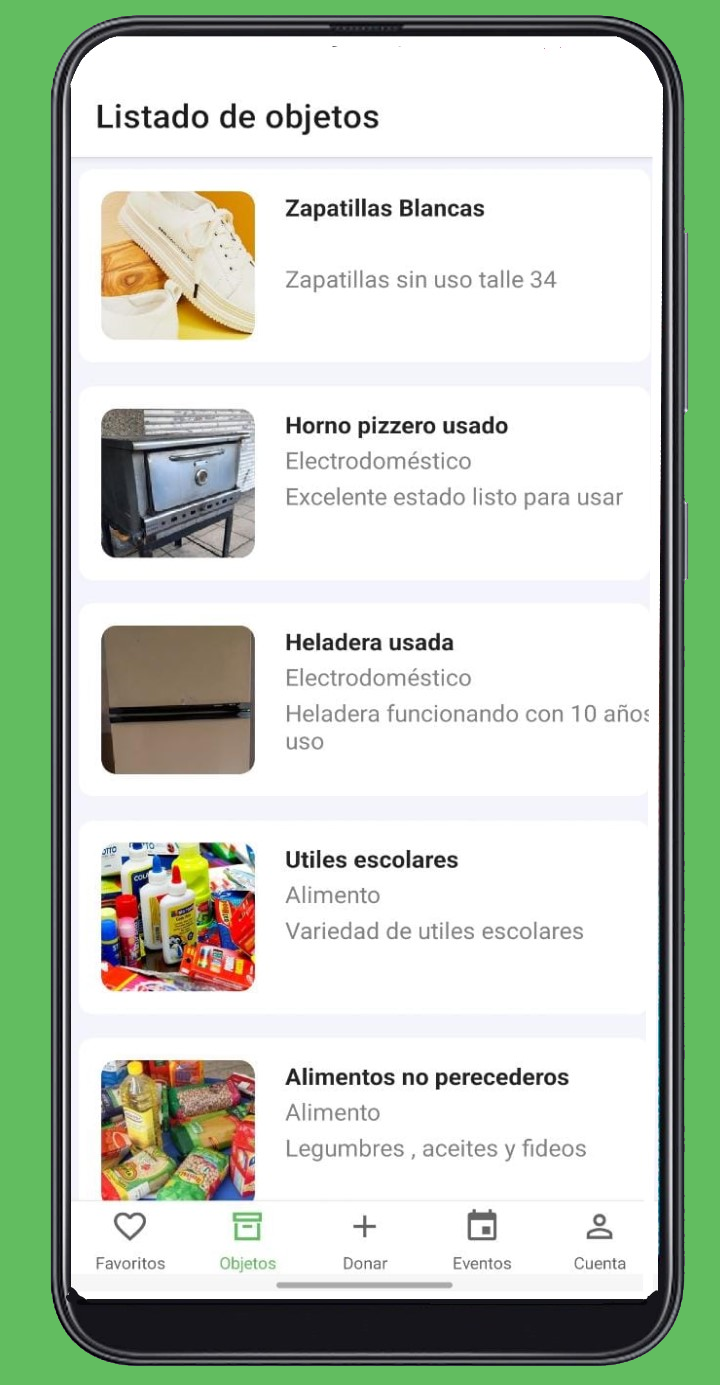 Listado de objetos
Zapatillas Blancas
Zapatillas sin uso talle 34
Horno pizzero usado
Electrodoméstico
Excelente estado listo para usar
Heladera usada
Electrodoméstico
Heladera funcionando con 10 años
uso
Utiles escolares
Alimento
Variedad de utiles escolares
Alimentos no perecederos
Alimento
Legumbres , aceites y fideos
Favoritos
Objetos
Donar
Eventos
Cuenta